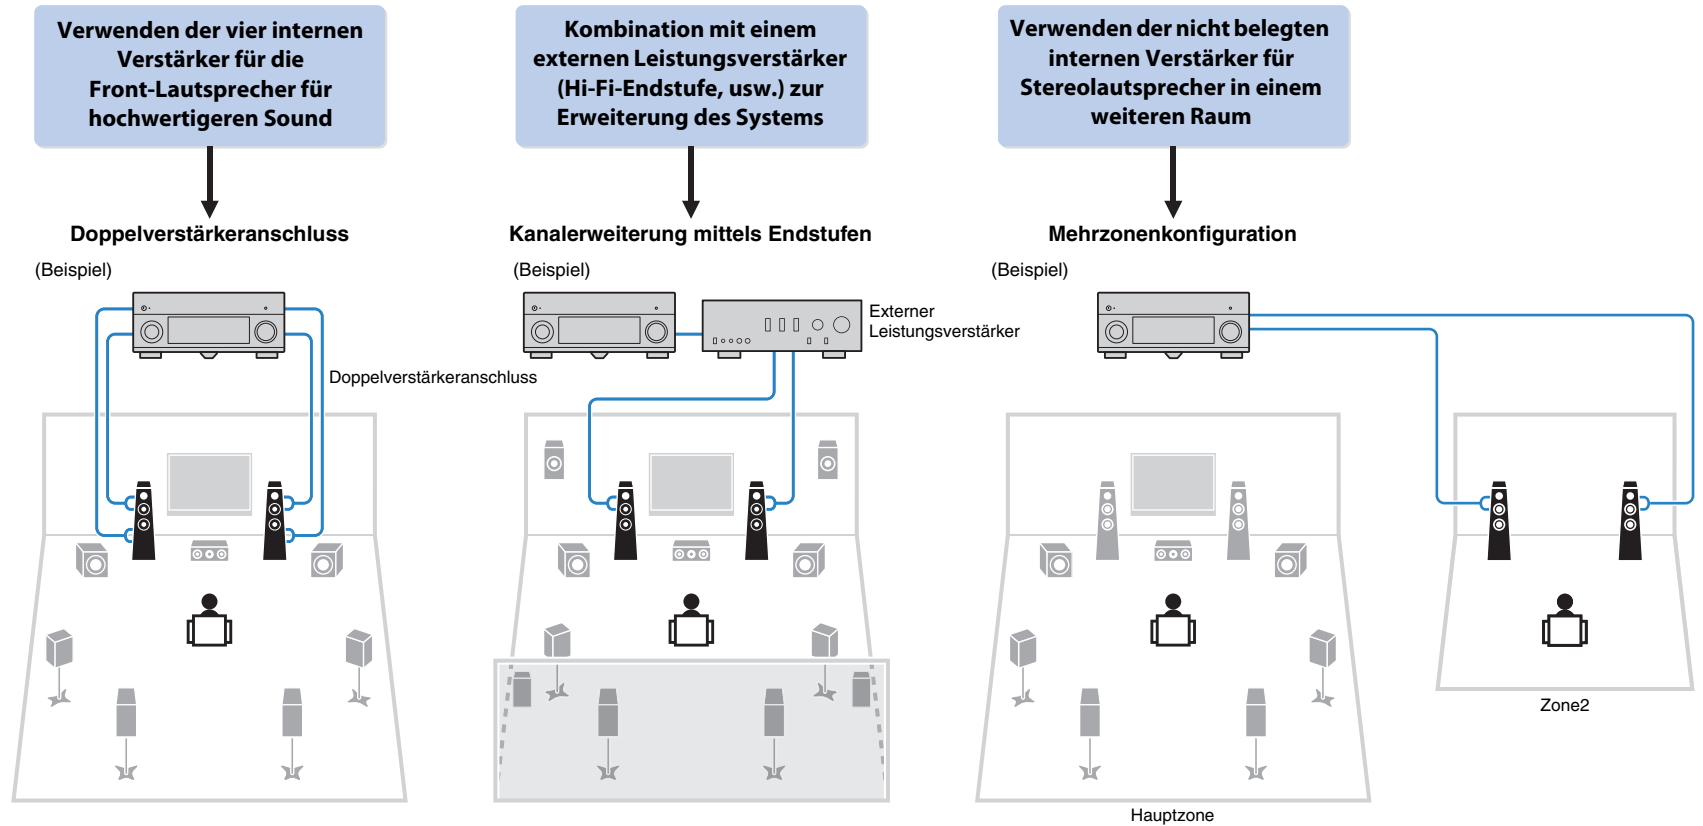 Verwenden der vier internen
Verstärker für die
Front-Lautsprecher für
hochwertigeren Sound
Doppelverstärkeranschluss
(Beispiel)
Doppelverstärkeranschluss
Kombination mit einem
externen Leistungsverstärker
(Hi-Fi-Endstufe, usw.) zur
Erweiterung des Systems
Kanalerweiterung mittels Endstufen
(Beispiel)
Externer
Leistungsverstärker
Verwenden der nicht belegten
internen Verstärker für
Stereolautsprecher in einem
weiteren Raum
Mehrzonenkonfiguration
(Beispiel)
Zone2
Hauptzone